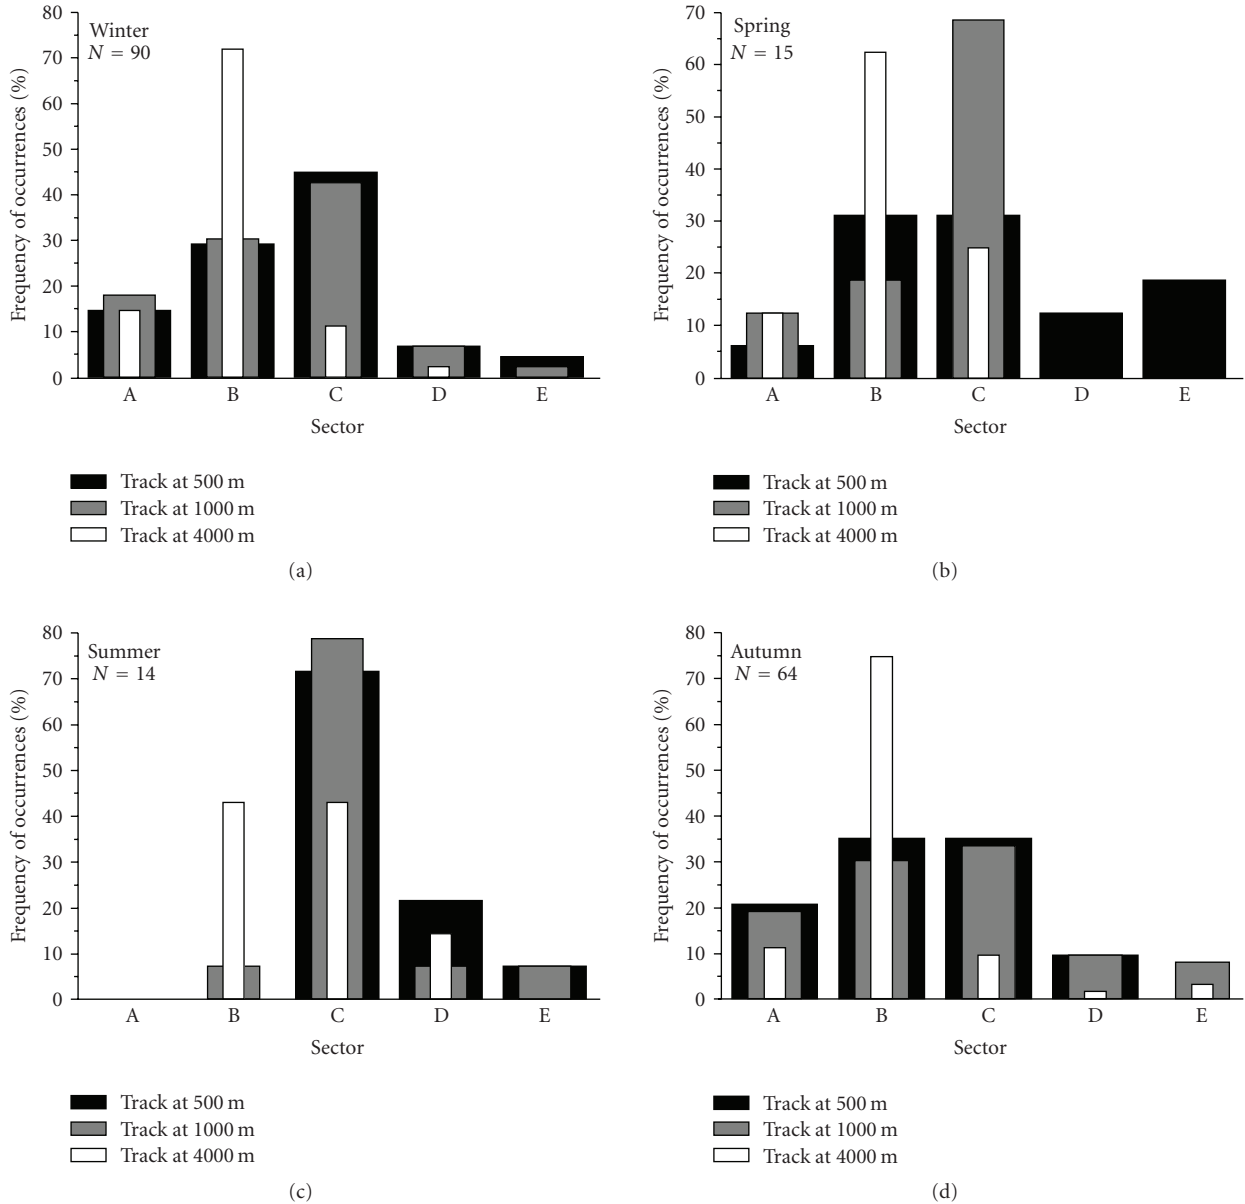 Winter
N = 90
Frequency of occurrences (%)
80
70
60
50
40
30
20
10
0
A B C D E
Sector
Track at 500 m
Track at 1000 m
Track at 4000 m
(a)
Spring
N = 15
Frequency of occurrences (%)
70
60
50
40
30
20
10
0
A B C D E
Sector
Track at 500 m
Track at 1000 m
Track at 4000 m
(b)
Summer
N = 14
Frequency of occurrences (%)
80
70
60
50
40
30
20
10
0
A B C D E
Sector
Track at 500 m
Track at 1000 m
Track at 4000 m
(c)
Autumn
N = 64
Frequency of occurrences (%)
80
70
60
50
40
30
20
10
0
A B C D E
Sector
Track at 500 m
Track at 1000 m
Track at 4000 m
(d)